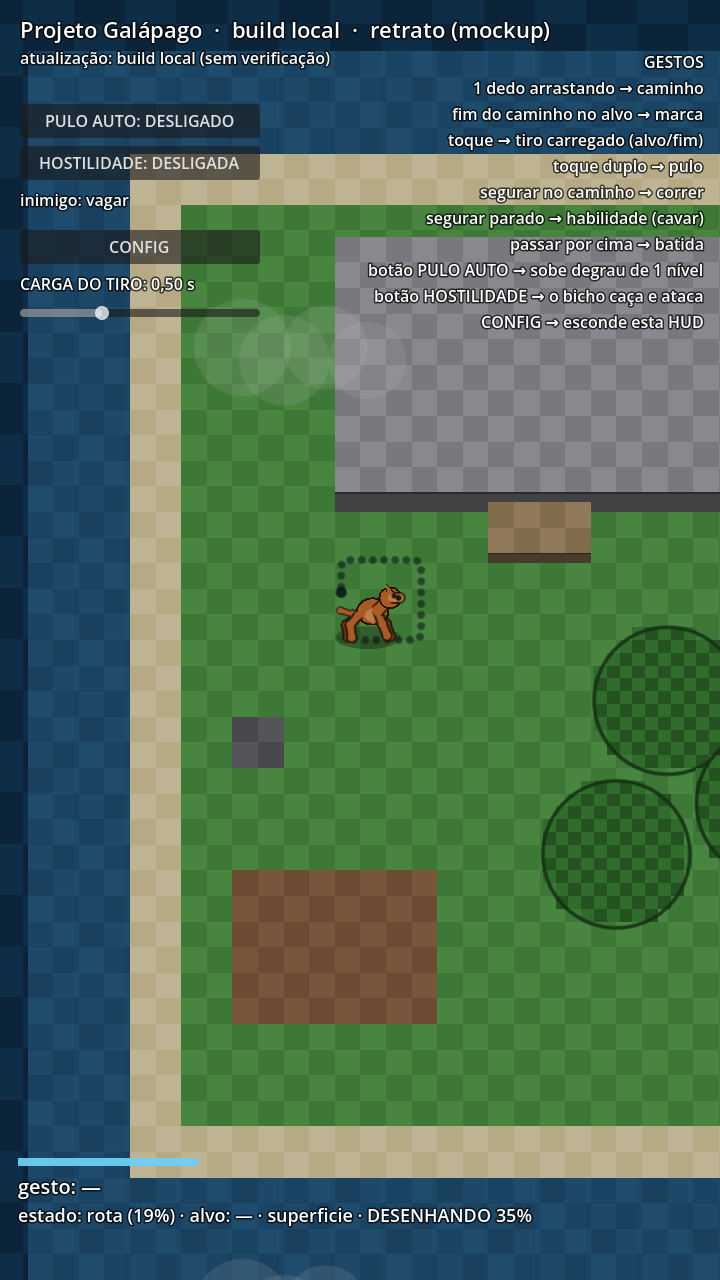 Projeto Galápago · build local · retrato (mockup)
atualização: build local (sem verificação)
PULO AUTO: DESLIGADO
HOSTILIDADE: DESLIGADA
inimigo: vagar
CONFIG
CARGA DO TIRO: 0,50 s
GESTOS
1 dedo arrastando → caminho
fim do caminho no alvo → marca
toque → tiro carregado (alvo/fim)
toque duplo → pulo
segurar no caminho → correr
segurar parado → habilidade (cavar)
passar por cima → batida
botão PULO AUTO → sobe degrau de 1 nível
botão HOSTILIDADE → o bicho caça e ataca
CONFIG → esconde esta HUD
gesto: —
estado: rota (19%) · alvo: — · superficie · DESENHANDO 35%